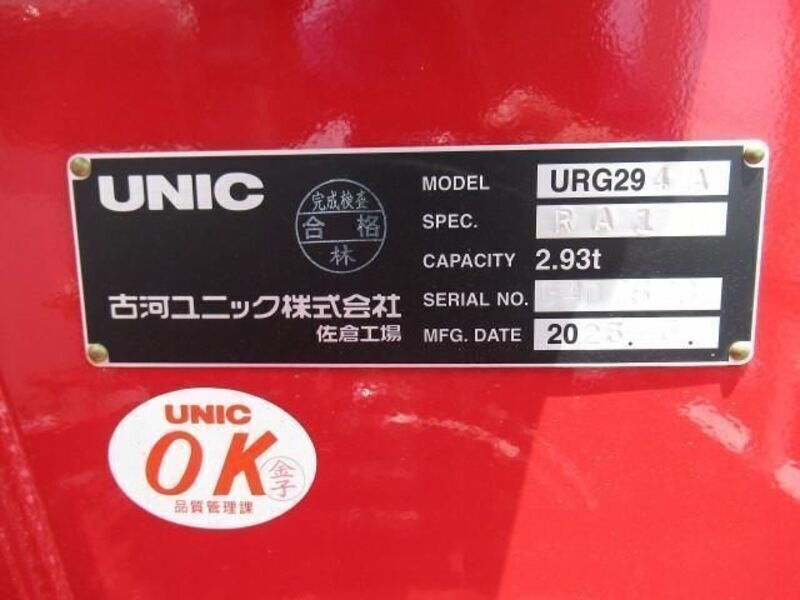 UNIC
完成検査
合格
林
古河ユニック株式会社
佐倉工場
MODEL URG294A
SPEC. RA1
CAPACITY 2.93t
SERIAL NO.
MFG. DATE 2023.
UNIC
OK
金子
品質管理課